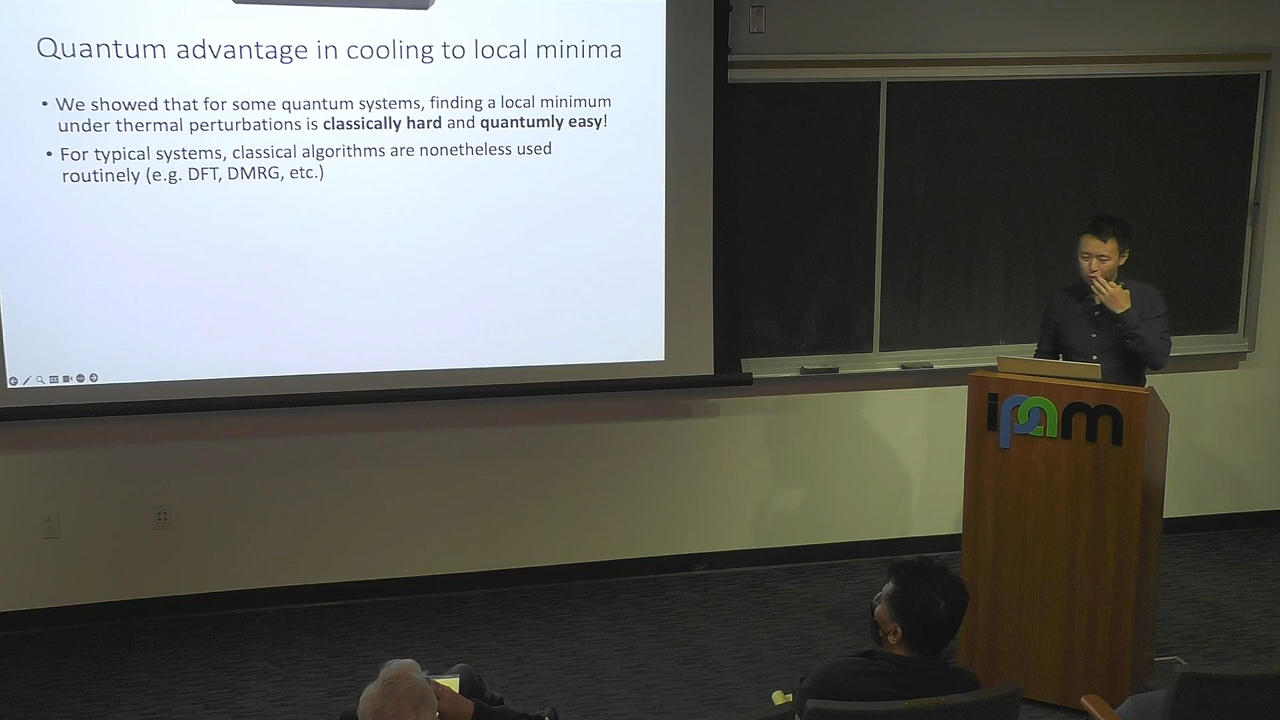 Quantum advantage in cooling to local minima
• We showed that for some quantum systems, finding a local minimum
under thermal perturbations is classically hard and quantumly easy!
• For typical systems, classical algorithms are nonetheless used
routinely (e.g. DFT, DMRG, etc.)
ipam